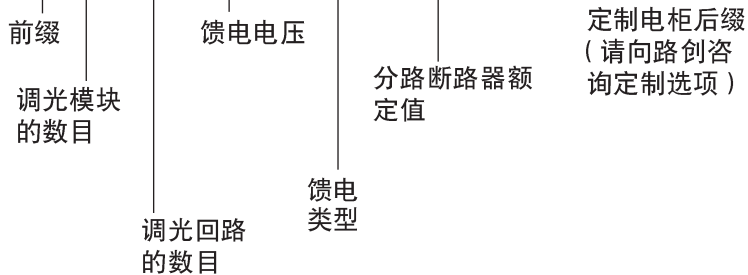 前缀
调光模块
的数目
调光回路
的数目
馈电电压
馈电
类型
分路断路器额
定值
定制电柜后缀
（请向路创咨
询定制选项）